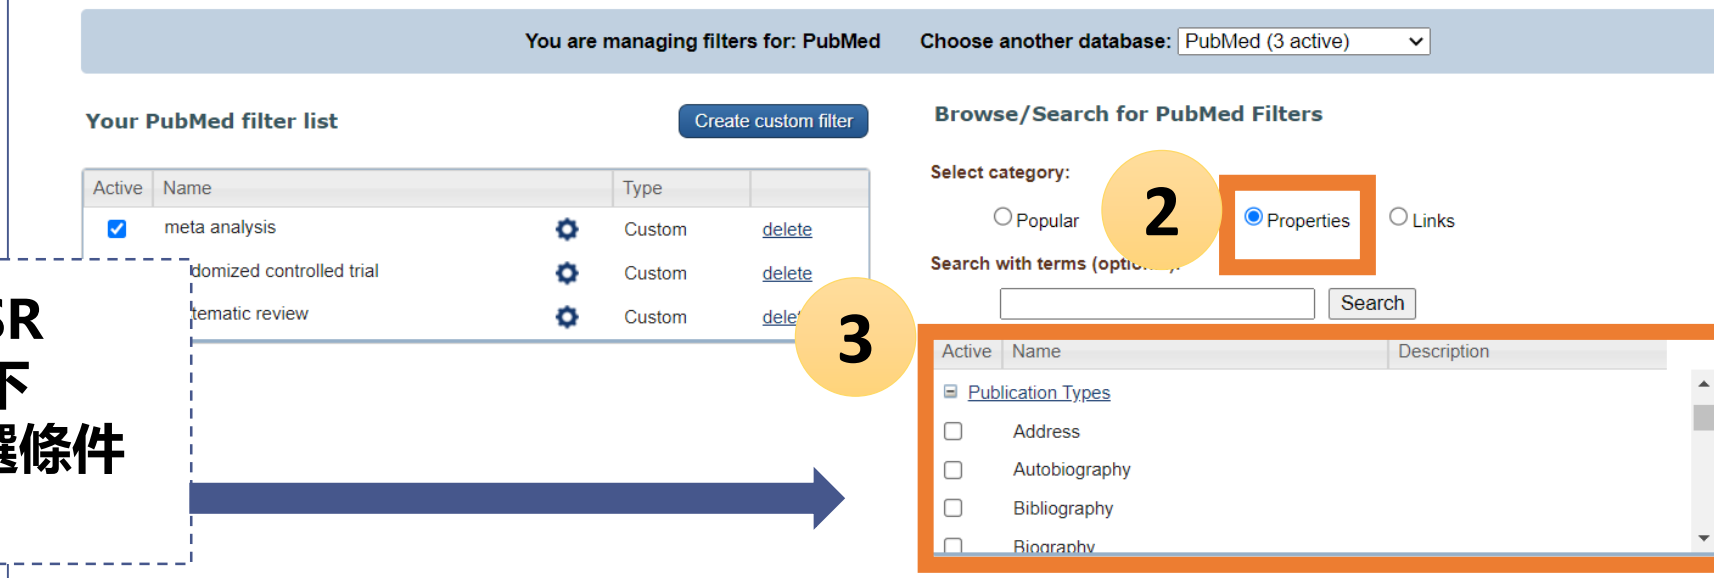 You are managing filters for: PubMed Choose another database: PubMed (3 active)
Your PubMed filter list
Create custom filter
Active Name Type
meta analysis Custom delete
domized controlled trial Custom delete
tematic review Custom
Browse/Search for PubMed Filters
Select category:
Popular
2
Properties
Links
Search with terms
Search
3
Active Name Description
Publication Types
Address
Autobiography
Bibliography
Biography
SR
下
選條件